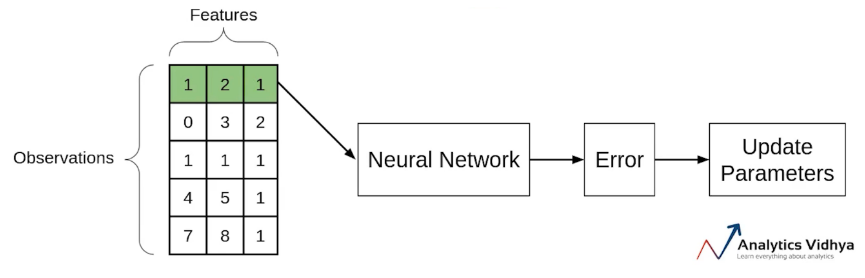 Features
1 2 1
0 3 2
Observations
1 1 1
4 5 1
7 8 1
Neural Network
Error
Update
Parameters
Analytics Vidhya
Learn everything about analytics